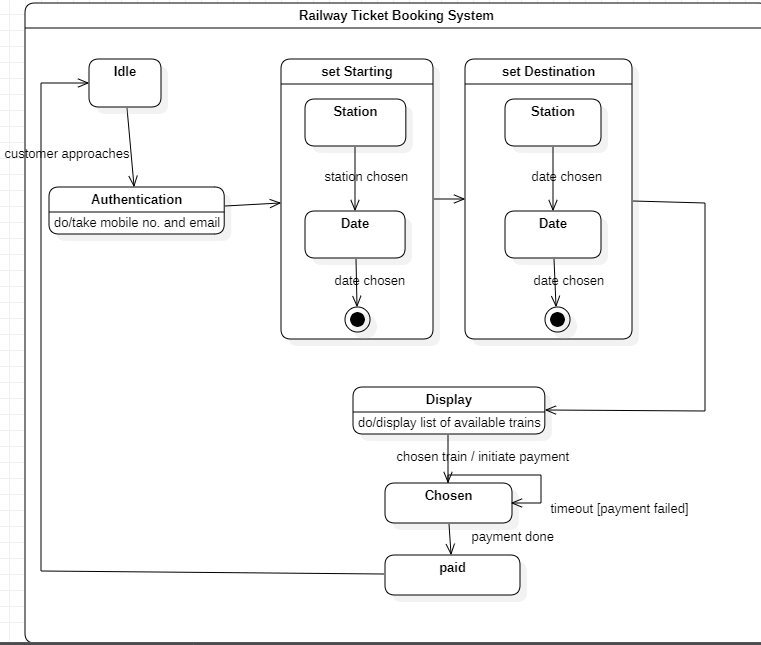 Railway Ticket Booking System
Idle
customer approaches
Authentication
do/take mobile no. and email
set Starting
Station
station chosen
Date
date chosen
set Destination
Station
date chosen
Date
date chosen
Display
do/display list of available trains
chosen train / initiate payment
Chosen
timeout [payment failed]
payment done
paid